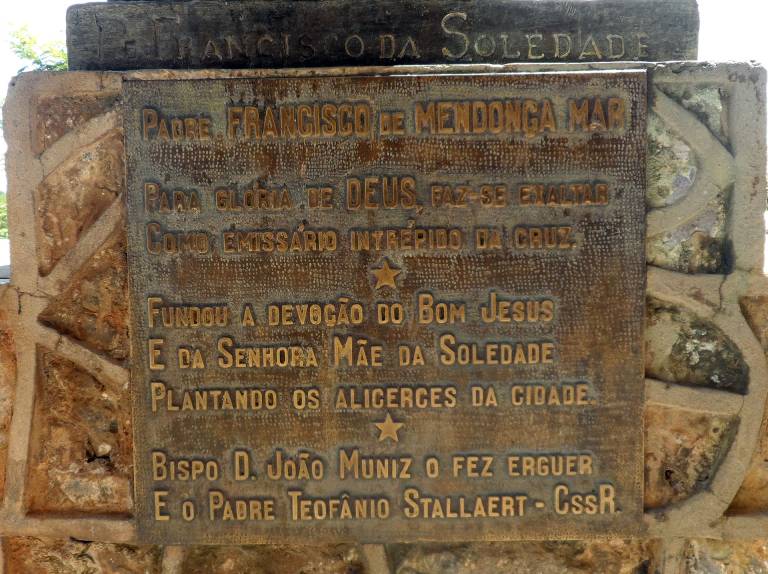 Pe Francisco da Soledade
Padre FRANCISCO de MENDONÇA MAR
Para glória de DEUS, faz-se exaltar
Como emissário intrépido da cruz.
Fundou a devoção do Bom Jesus
E da Senhora Mãe da Soledade
Plantando os alicerces da cidade.
Bispo D. João Muniz o fez erguer
E o Padre Teofânio Stallaert - CssR.